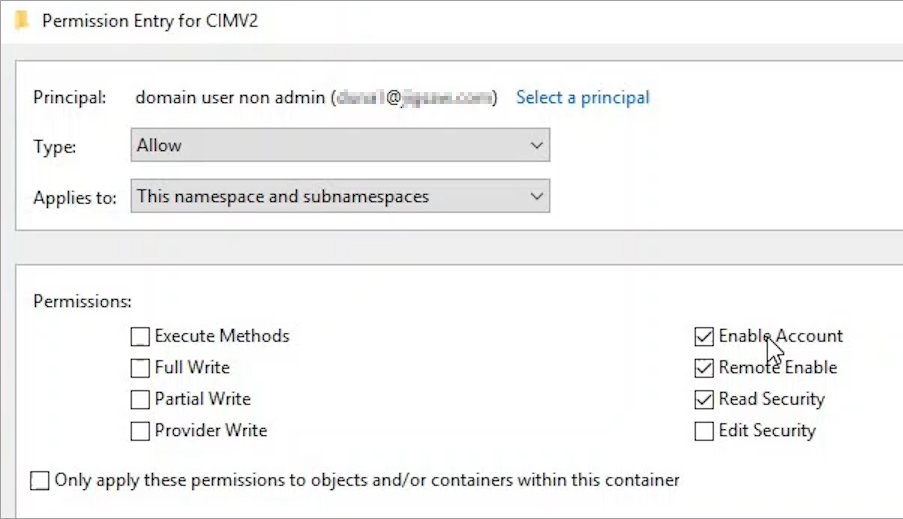 Permission Entry for CIMV2
Principal: domain user non admin (@) Select a principal
Type: Allow
Applies to: This namespace and subnamespaces
Permissions:
Execute Methods Enable Account
Full Write Remote Enable
Partial Write Read Security
Provider Write Edit Security
Only apply these permissions to objects and/or containers within this container